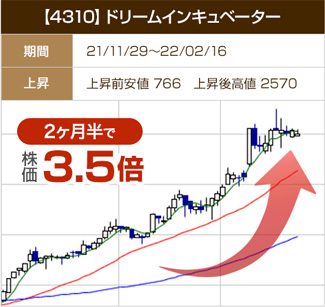 【4310】ドリームインキュベーター
期間 21/11/29〜22/02/16
上昇 上昇前安値 766 上昇後高値 2570
2ヶ月半で
株価 3.5倍